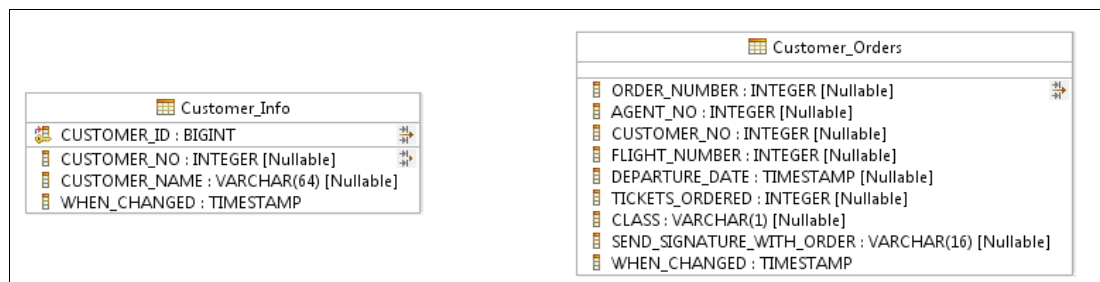 Customer_Info
CUSTOMER_ID : BIGINT
CUSTOMER_NO : INTEGER [Nullable]
CUSTOMER_NAME : VARCHAR(64) [Nullable]
WHEN_CHANGED : TIMESTAMP
Customer_Orders
ORDER_NUMBER : INTEGER [Nullable]
AGENT_NO : INTEGER [Nullable]
CUSTOMER_NO : INTEGER [Nullable]
FLIGHT_NUMBER : INTEGER [Nullable]
DEPARTURE_DATE : TIMESTAMP [Nullable]
TICKETS_ORDERED : INTEGER [Nullable]
CLASS : VARCHAR(1) [Nullable]
SEND_SIGNATURE_WITH_ORDER : VARCHAR(16) [Nullable]
WHEN_CHANGED : TIMESTAMP